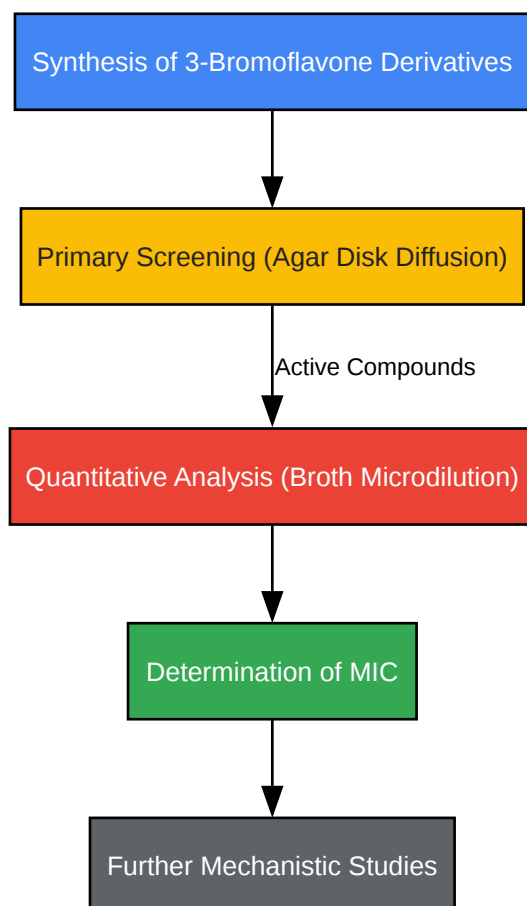 Synthesis of 3-Bromoflavone Derivatives
Primary Screening (Agar Disk Diffusion)
Active Compounds
Quantitative Analysis (Broth Microdilution)
Determination of MIC
Further Mechanistic Studies